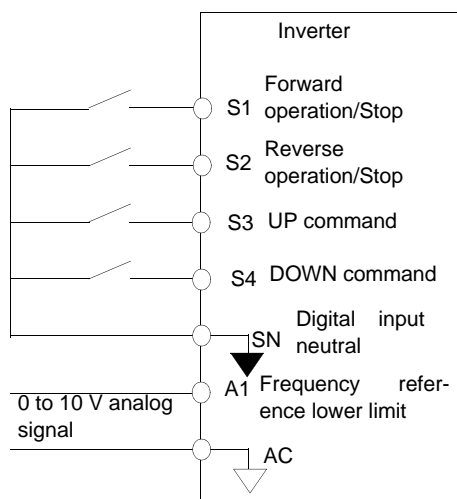 Inverter
S1 Forward
operation/Stop
S2 Reverse
operation/Stop
S3 UP command
S4 DOWN command
SN Digital input
neutral
A1 Frequency refer-
ence lower limit
0 to 10 V analog
signal
AC